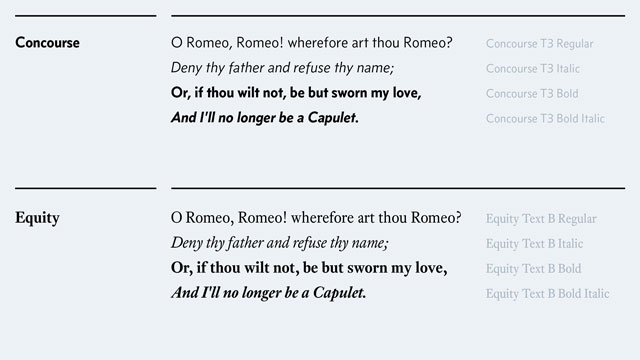 Concourse O Romeo, Romeo! wherefore art thou Romeo? Concourse T3 Regular
Deny thy father and refuse thy name; Concourse T3 Italic
Or, if thou wilt not, be but sworn my love, Concourse T3 Bold
And I'll no longer be a Capulet. Concourse T3 Bold Italic
Equity O Romeo, Romeo! wherefore art thou Romeo? Equity Text B Regular
Deny thy father and refuse thy name; Equity Text B Italic
Or, if thou wilt not, be but sworn my love, Equity Text B Bold
And I'll no longer be a Capulet. Equity Text B Bold Italic